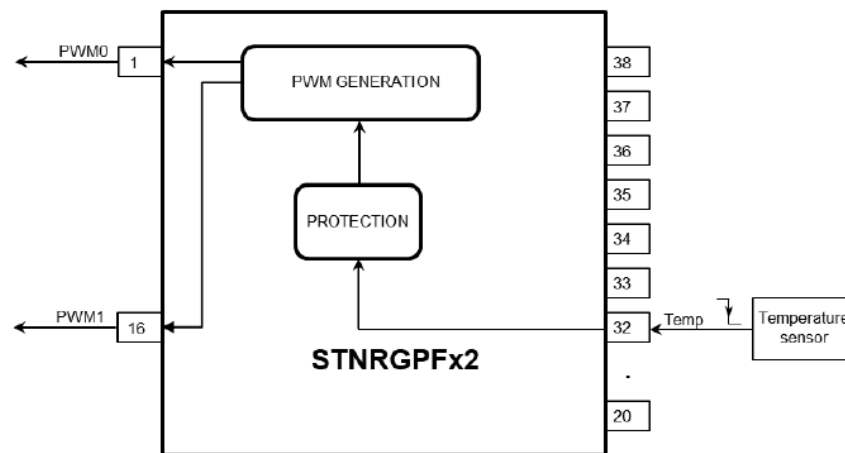 PWM0
1
PWM GENERATION
38
37
36
35
PROTECTION
34
33
PWM1
16
32
Temp
Temperature
sensor
STNRGPFx2
.
20